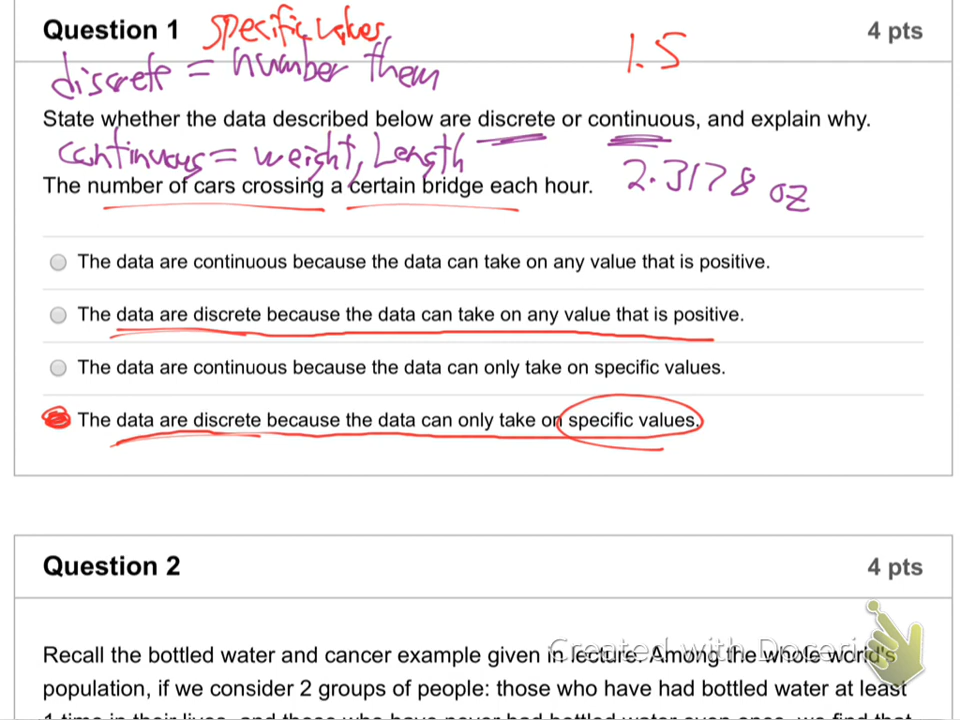 Question 1 specific values
4 pts
discrete = number them
1.5
State whether the data described below are discrete or continuous, and explain why.
continuous = weight, Length
The number of cars crossing a certain bridge each hour.
2.3178 oz
The data are continuous because the data can take on any value that is positive.
The data are discrete because the data can take on any value that is positive.
The data are continuous because the data can only take on specific values.
The data are discrete because the data can only take on specific values.
Question 2
4 pts
Recall the bottled water and cancer example given in lecture. Among the whole world's
Created with Doceri
population, if we consider 2 groups of people: those who have had bottled water at least